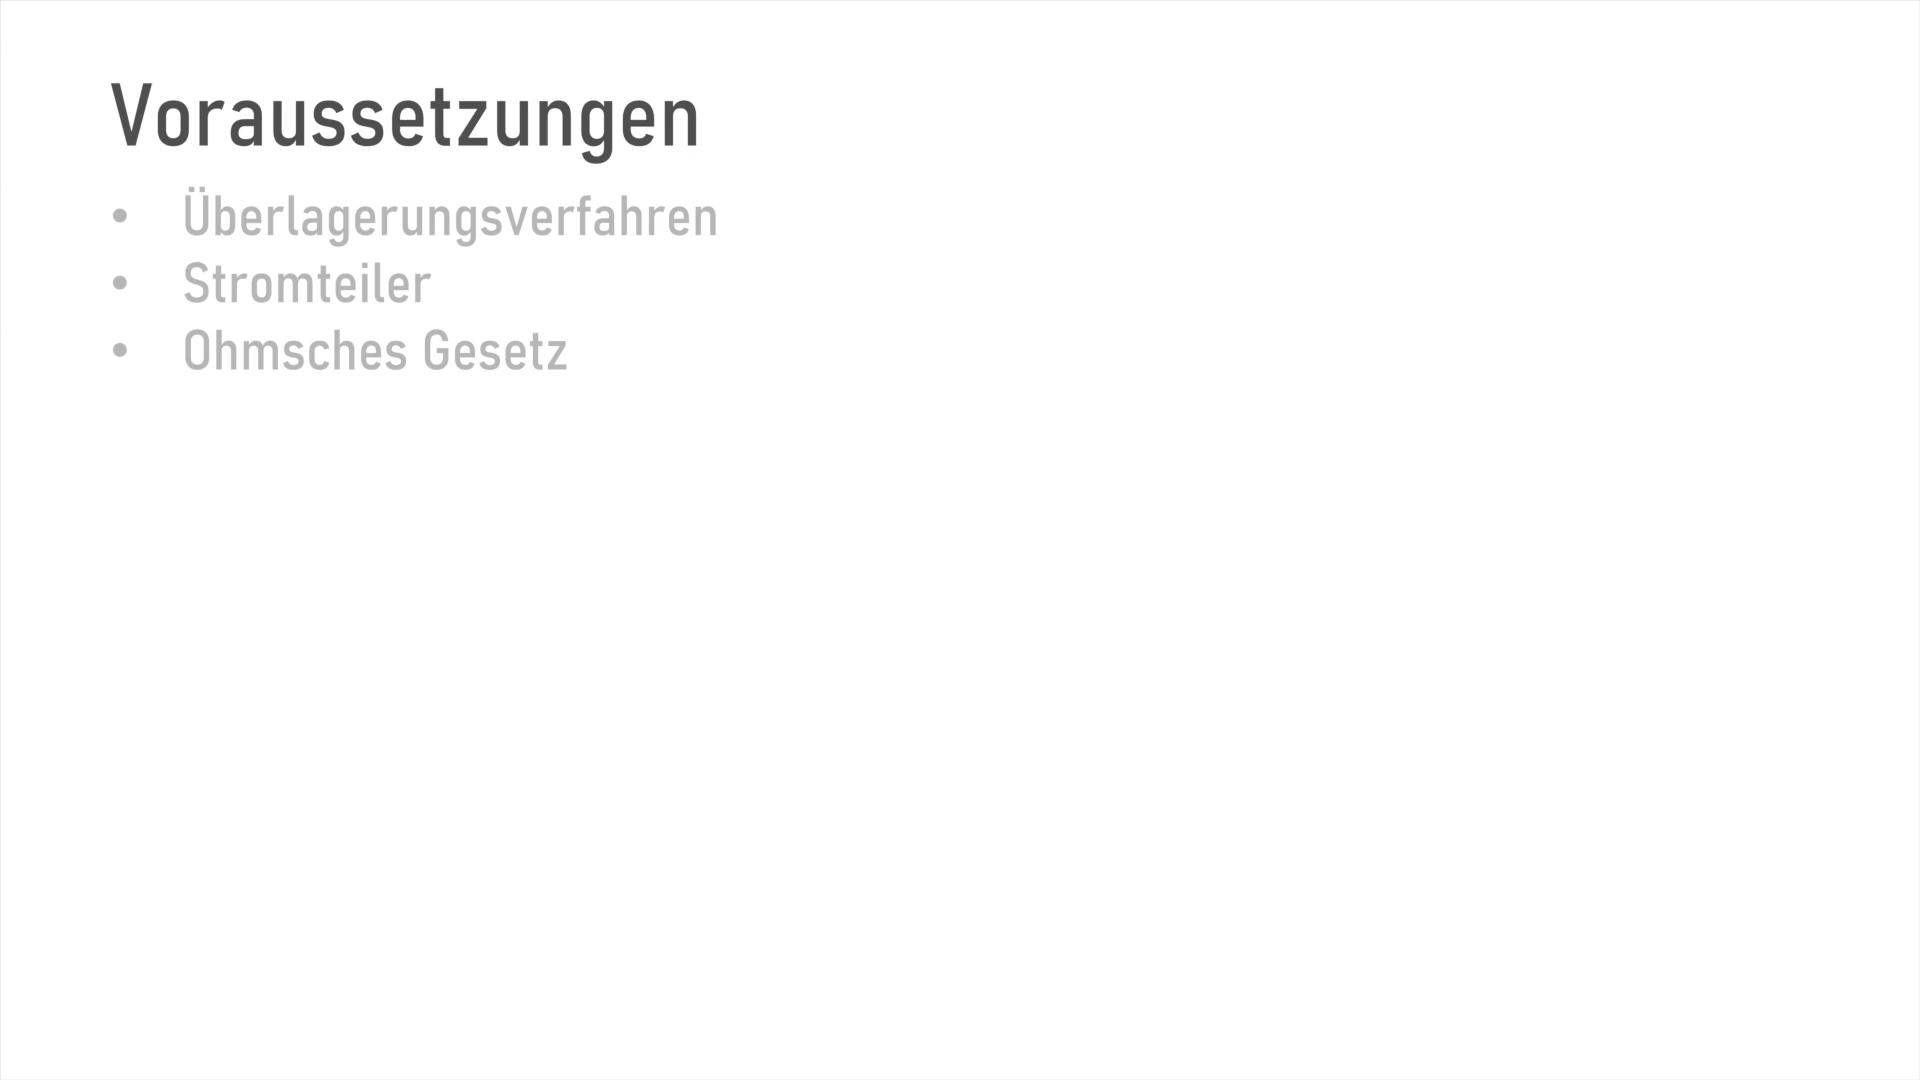 Voraussetzungen
• Überlagerungsverfahren
• Stromteiler
• Ohmsches Gesetz